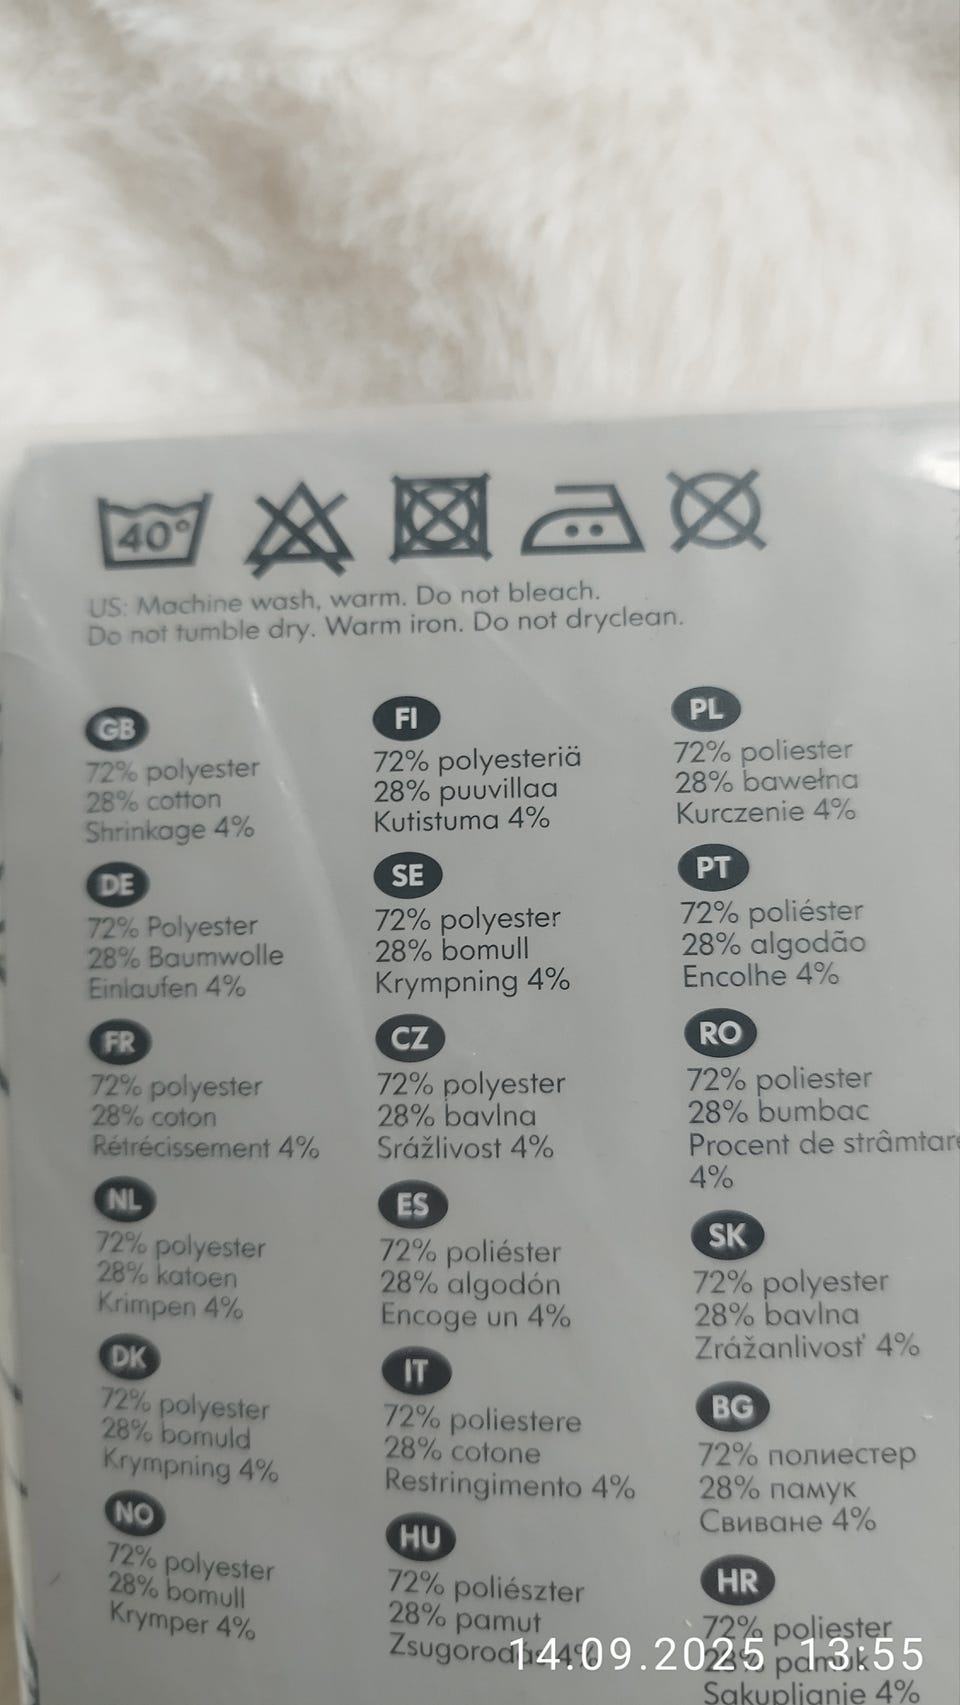 40°
US: Machine wash, warm. Do not bleach.
Do not tumble dry. Warm iron. Do not dryclean.
GB
72% polyester
28% cotton
Shrinkage 4%
DE
72% Polyester
28% Baumwolle
Einlaufen 4%
FR
72% polyester
28% coton
Rétrécissement 4%
NL
72% polyester
28% katoen
Krimpen 4%
DK
72% polyester
28% bomuld
Krympning 4%
NO
72% polyester
28% bomull
Krymper 4%
FI
72% polyesteriä
28% puuvillaa
Kutistuma 4%
SE
72% polyester
28% bomull
Krympning 4%
CZ
72% polyester
28% bavlna
Srážlivost 4%
ES
72% poliéster
28% algodón
Encoge un 4%
IT
72% poliestere
28% cotone
Restringimento 4%
HU
72% poliészter
28% pamut
Zsugorodás 4%
PL
72% poliester
28% bawełna
Kurczenie 4%
PT
72% poliéster
28% algodão
Encolhe 4%
RO
72% poliester
28% bumbac
Procent de strâmtare
4%
SK
72% polyester
28% bavlna
Zrážanlivosť 4%
BG
72% полиестер
28% памук
Свиване 4%
HR
72% poliester
28% pamuk
Sakupljanje 4%
14.09.2025 13:55